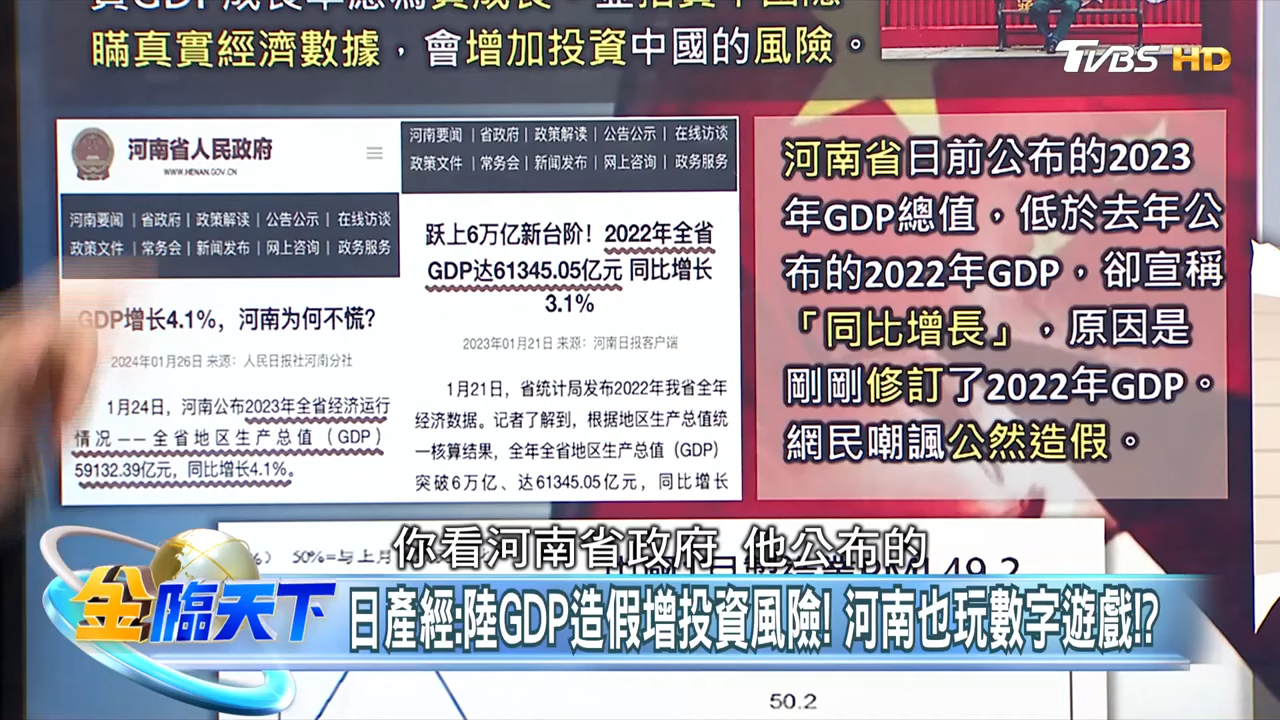 瞞真實經濟數據，會增加投資中國的風險。
TVBS HD
河南省人民政府
WWW.HENAN.GOV.CN
河南要闻 | 省政府 | 政策解读 | 公告公示 | 在线访谈
政策文件 | 常务会 | 新闻发布 | 网上咨询 | 政务服务
GDP增长4.1%，河南为何不慌？
2024年01月26日 来源：人民日报社河南分社
1月24日，河南公布2023年全省经济运行
情况——全省地区生产总值（GDP）
59132.39亿元，同比增长4.1%。
河南要闻 | 省政府 | 政策解读 | 公告公示 | 在线访谈
政策文件 | 常务会 | 新闻发布 | 网上咨询 | 政务服务
跃上6万亿新台阶！2022年全省
GDP达61345.05亿元 同比增长
3.1%
2023年01月21日 来源：河南日报客户端
1月21日，省统计局发布2022年我省全年
经济数据。记者了解到，根据地区生产总值统
一核算结果，全年全省地区生产总值（GDP）
突破6万亿、达61345.05亿元，同比增长
河南省日前公布的2023
年GDP總值，低於去年公
布的2022年GDP，卻宣稱
「同比增長」，原因是
剛剛修訂了2022年GDP。
網民嘲諷公然造假。
50%=与上月
49.2
你看河南省政府 他公布的
金臨天下
日產經:陸GDP造假增投資風險! 河南也玩數字遊戲!?
50.2